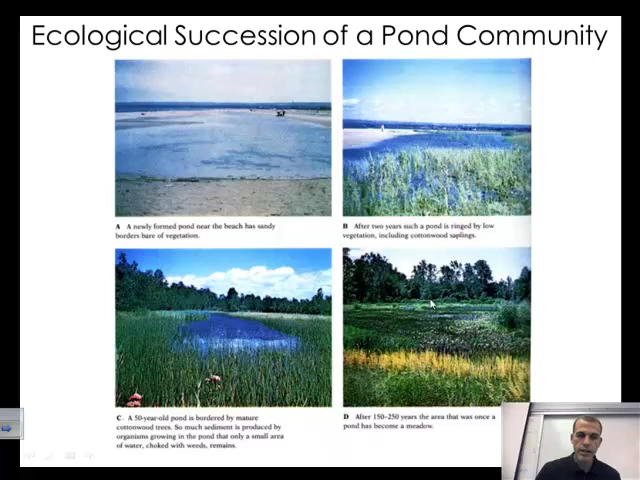 Ecological Succession of a Pond Community
A A newly formed pond near the beach has sandy
borders bare of vegetation.
B After two years such a pond is ringed by low
vegetation, including cottonwood saplings.
C A 50-year-old pond is bordered by mature
cottonwood trees. So much sediment is produced by
organisms growing in the pond that only a small area
of water, choked with weeds, remains.
D After 150–250 years the area that was once a
pond has become a meadow.